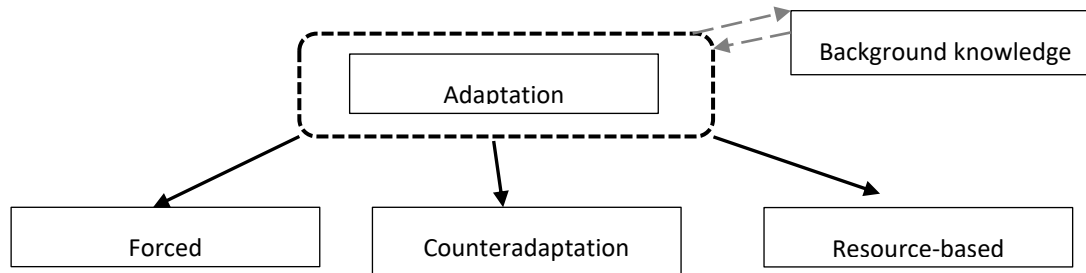 Background knowledge
Adaptation
Forced
Counteradaptation
Resource-based